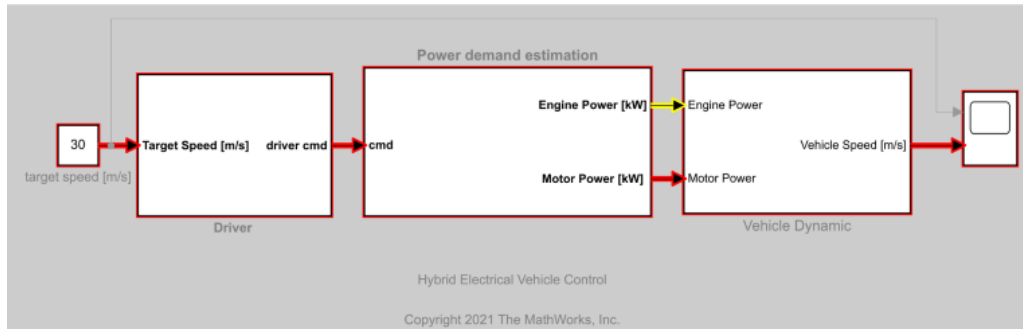 Power demand estimation
Engine Power [kW]
Engine Power
30
Target Speed [m/s]
driver cmd
cmd
Vehicle Speed [m/s]
target speed [m/s]
Motor Power [kW]
Motor Power
Driver
Vehicle Dynamic
Hybrid Electrical Vehicle Control
Copyright 2021 The MathWorks, Inc.